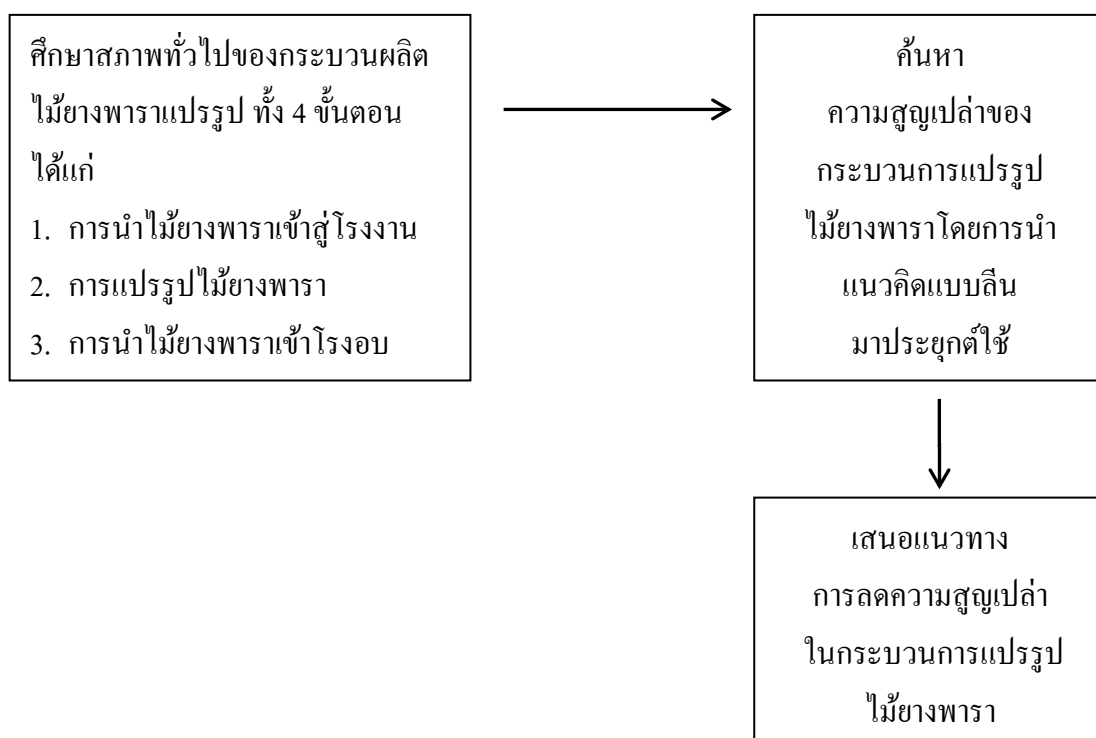 ศึกษาสภาพทั่วไปของกระบวนผลิต
ไม้ยางพาราแปรรูป ทั้ง 4 ขั้นตอน
ได้แก่
1. การนำไม้ยางพาราเข้าสู่โรงงาน
2. การแปรรูปไม้ยางพารา
3. การนำไม้ยางพาราเข้าโรงอบ
ค้นหา
ความสูญเปล่าของ
กระบวนการแปรรูป
ไม้ยางพาราโดยการนำ
แนวคิดแบบลีน
มาประยุกต์ใช้
เสนอแนวทาง
การลดความสูญเปล่า
ในกระบวนการแปรรูป
ไม้ยางพารา